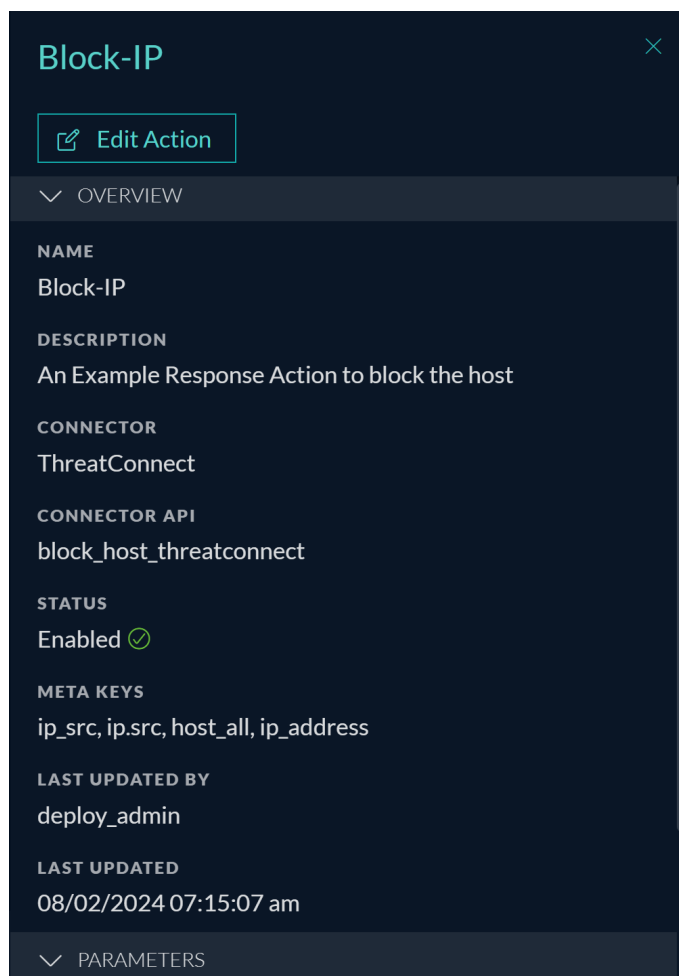 Block-IP
Edit Action
OVERVIEW
NAME
Block-IP
DESCRIPTION
An Example Response Action to block the host
CONNECTOR
ThreatConnect
CONNECTOR API
block_host_threatconnect
STATUS
Enabled
META KEYS
ip_src, ip.src, host_all, ip_address
LAST UPDATED BY
deploy_admin
LAST UPDATED
08/02/2024 07:15:07 am
PARAMETERS